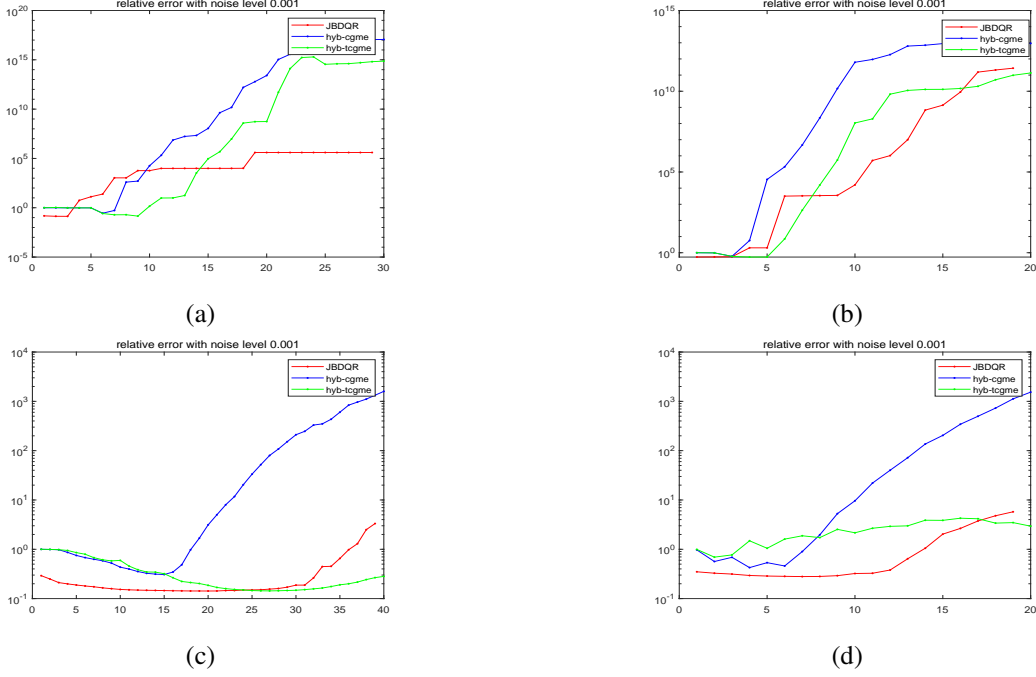 relative error with noise level 0.001
10^20
10^15
10^10
10^5
10^0
10^-5
0 5 10 15 20 25 30
JBDQR
hyb-cgme
hyb-tcgme
(a)
relative error with noise level 0.001
10^15
10^10
10^5
10^0
0 5 10 15 20
JBDQR
hyb-cgme
hyb-tcgme
(b)
relative error with noise level 0.001
10^4
10^3
10^2
10^1
10^0
10^-1
0 5 10 15 20 25 30 35 40
JBDQR
hyb-cgme
hyb-tcgme
(c)
relative error with noise level 0.001
10^4
10^3
10^2
10^1
10^0
10^-1
0 5 10 15 20
JBDQR
hyb-cgme
hyb-tcgme
(d)